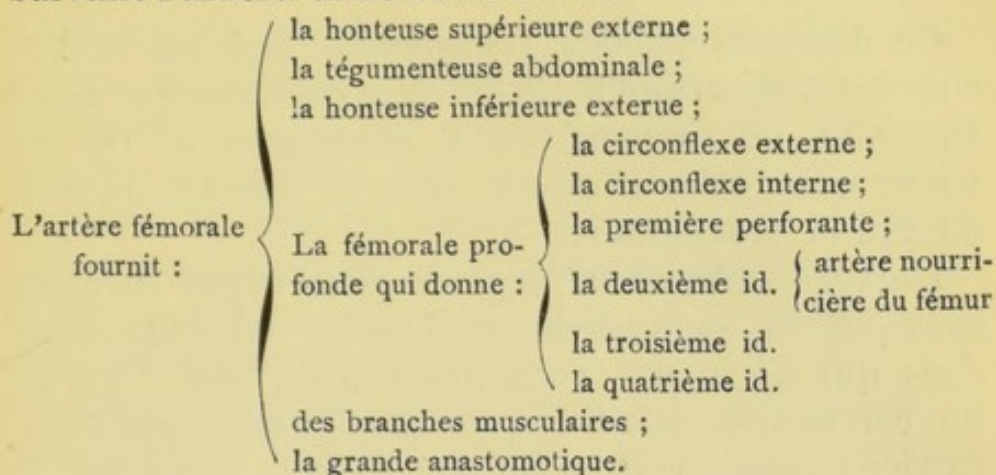 la honteuse supérieure externe ;
la tégumenteuse abdominale ;
la honteuse inférieure exterue ;
L'artère fémorale
fournit :
La fémorale pro-
fonde qui donne :
la circonflexe externe ;
la circonflexe interne ;
la première perforante ;
la deuxième id.
artère nourri-
cière du fémur
la troisième id.
la quatrième id.
des branches musculaires ;
la grande anastomotique.